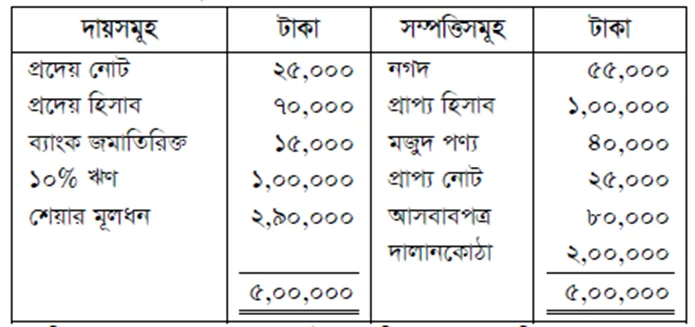 দায়সমূহ টাকা সম্পত্তিসমূহ টাকা
প্রদেয় নোট ২৫,০০০ নগদ ৫৫,০০০
প্রদেয় হিসাব ৭০,০০০ প্রাপ্য হিসাব ১,০০,০০০
ব্যাংক জমাতিরিক্ত ১৫,০০০ মজুদ পণ্য ৪০,০০০
১০% ঋণ ১,০০,০০০ প্রাপ্য নোট ২৫,০০০
শেয়ার মূলধন ২,৯০,০০০ আসবাবপত্র ৮০,০০০
দালানকোঠা ২,০০,০০০
৫,০০,০০০ ৫,০০,০০০